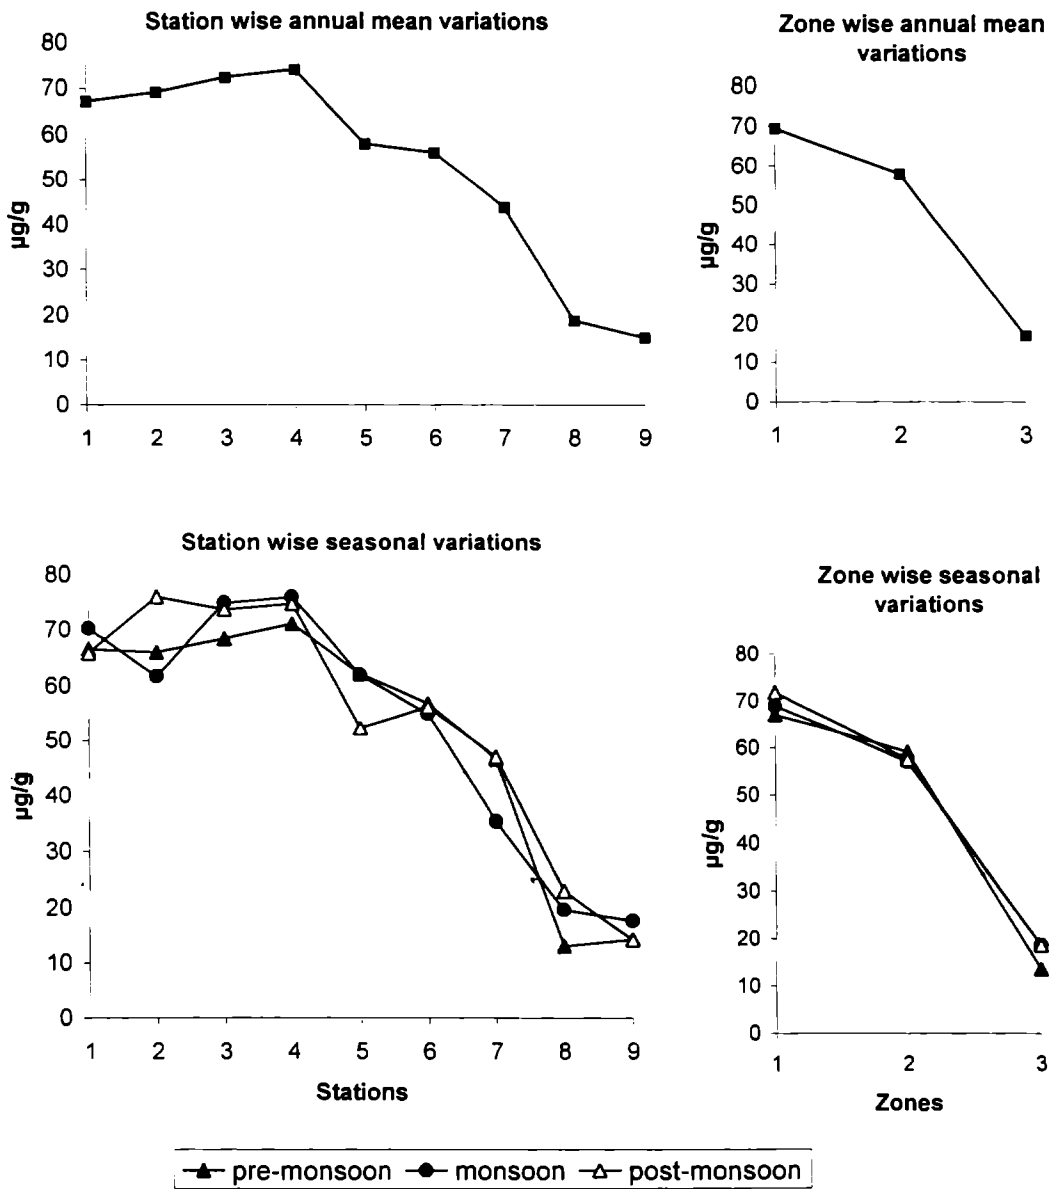 Station wise annual mean variations
80
70
60
50
40
30
20
10
0
µg/g
1 2 3 4 5 6 7 8 9
Zone wise annual mean
variations
80
70
60
50
40
30
20
10
0
µg/g
1 2 3
Station wise seasonal variations
80
70
60
50
40
30
20
10
0
µg/g
1 2 3 4 5 6 7 8 9
Stations
Zone wise seasonal
variations
80
70
60
50
40
30
20
10
0
µg/g
1 2 3
Zones
pre-monsoon monsoon post-monsoon